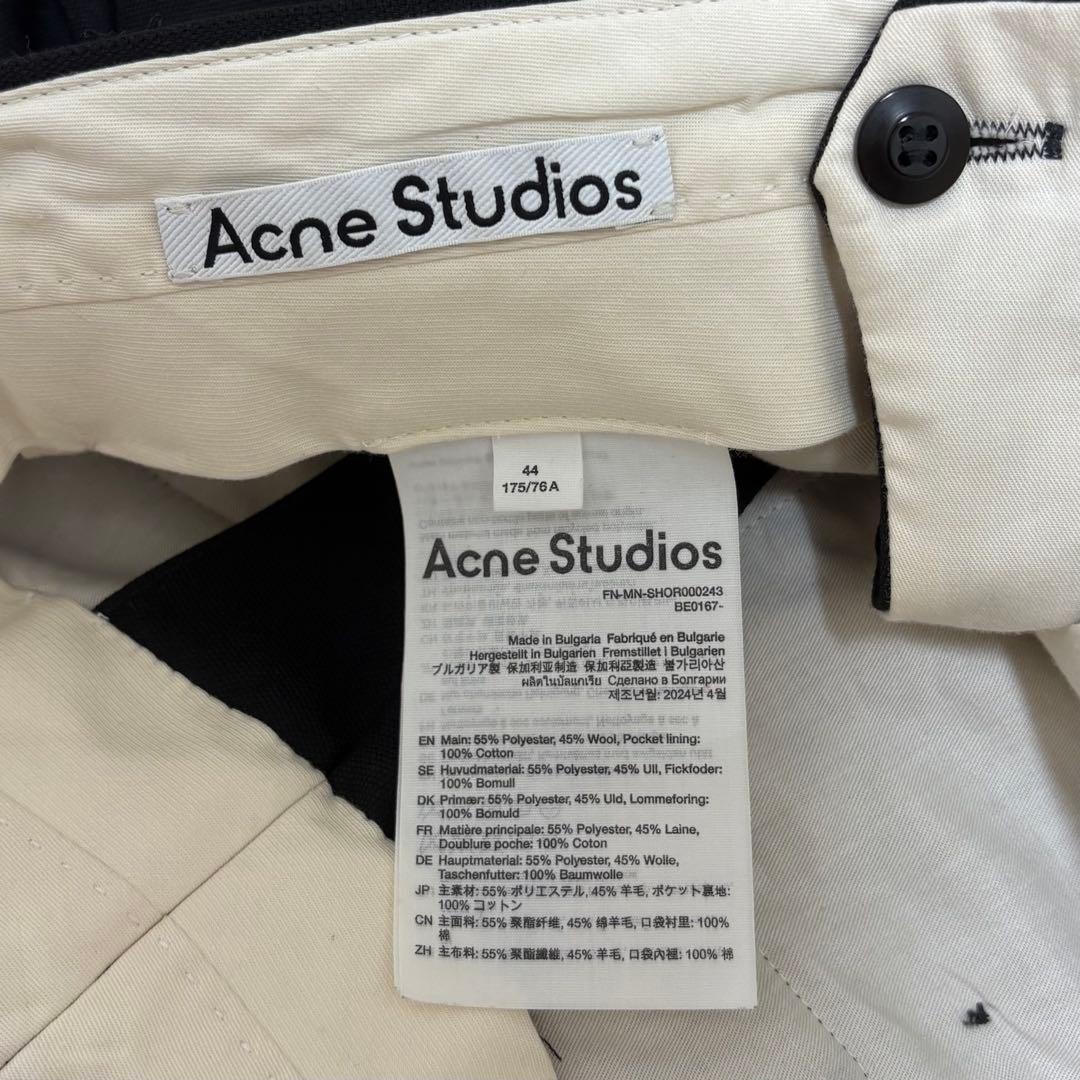 Acne Studios
44
175/76A
Acne Studios
FN-MN-SHOR000243
BE0167-
Made in Bulgaria Fabriqué en Bulgarie
Hergestellt in Bulgarien Fremstillet i Bulgarien
ブルガリア製 保加利亚制造 保加利亞製造 불가리아산
ผลิตในบัลแกเรีย Сделано в Болгарии
제조년월: 2024년 4월
EN Main: 55% Polyester, 45% Wool, Pocket lining:
100% Cotton
SE Huvudmaterial: 55% Polyester, 45% Ull, Fickfoder:
100% Bomull
DK Primær: 55% Polyester, 45% Uld, Lommeforing:
100% Bomuld
FR Matière principale: 55% Polyester, 45% Laine,
Doublure poche: 100% Coton
DE Hauptmaterial: 55% Polyester, 45% Wolle,
Taschenfutter: 100% Baumwolle
JP 主素材: 55% ポリエステル, 45% 羊毛, ポケット裏地:
100% コットン
CN 主面料: 55% 聚酯纤维, 45% 绵羊毛, 口袋衬里: 100%
棉
ZH 主布料: 55% 聚酯纖維, 45% 羊毛, 口袋內裡: 100% 棉